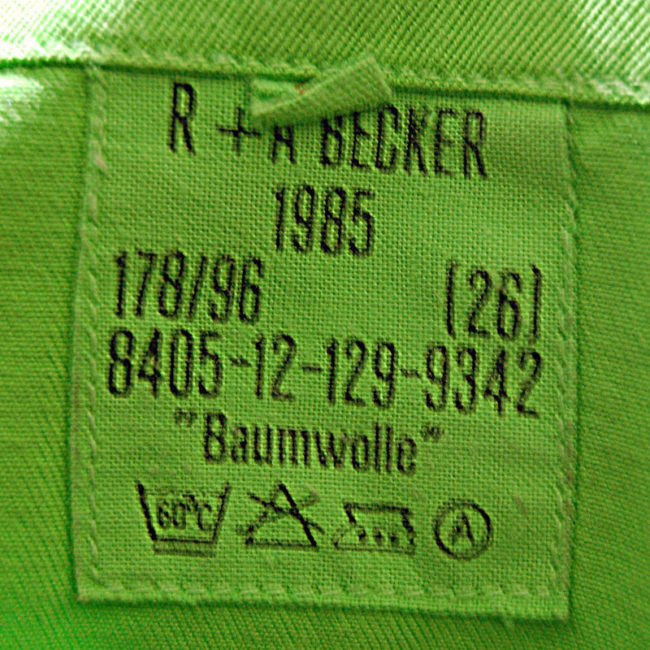 R + A BECKER
1985
178/96 (26)
8405-12-129-9342
"Baumwolle"
60°C
A